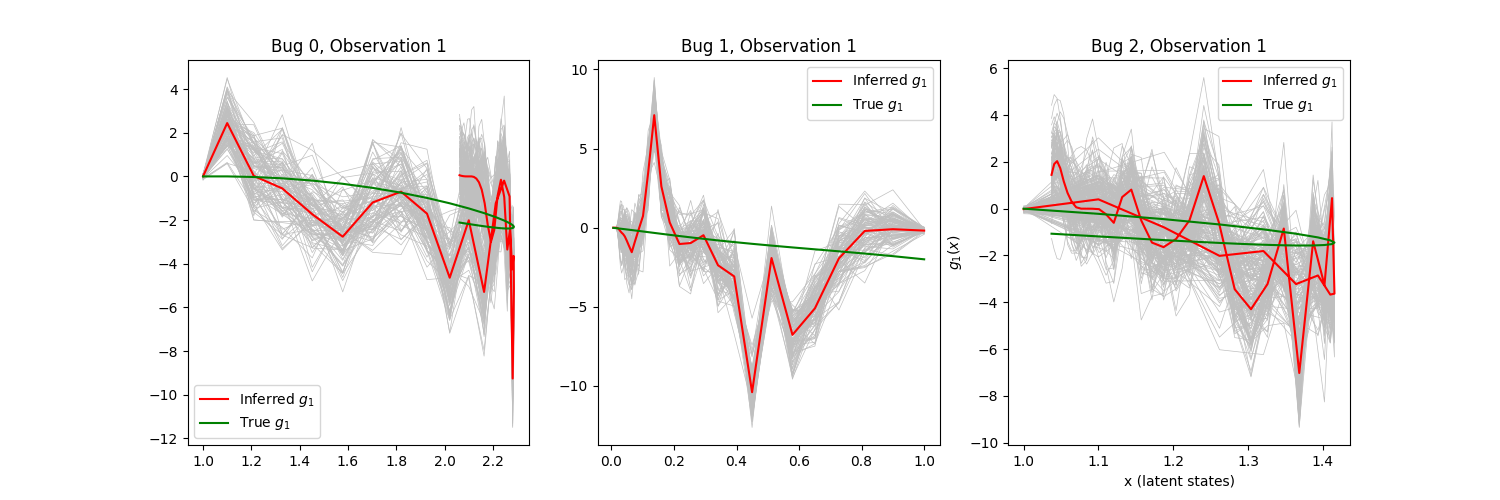 Bug 0, Observation 1
4
2
0
−2
−4
−6
−8
−10
−12
1.0 1.2 1.4 1.6 1.8 2.0 2.2
Inferred g₁
True g₁
Bug 1, Observation 1
10
5
0
−5
−10
0.0 0.2 0.4 0.6 0.8 1.0
Inferred g₁
True g₁
Bug 2, Observation 1
6
4
2
0
−2
−4
−6
−8
−10
g₁(x)
1.0 1.1 1.2 1.3 1.4
x (latent states)
Inferred g₁
True g₁